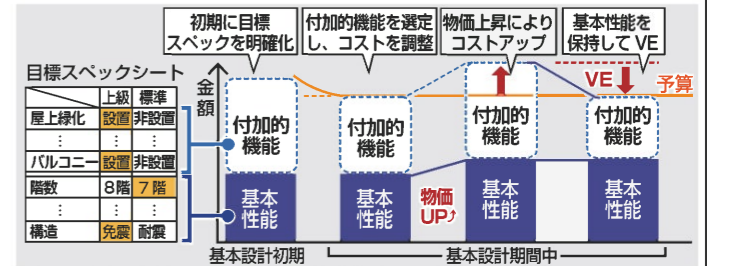 初期に目標
スペックを明確化
付加的機能を選定
し、コストを調整
物価上昇により
コストアップ
基本性能を
保持してVE
目標スペックシート
上級 標準
屋上緑化 設置 非設置
⋮ ⋮ ⋮
バルコニー 設置 非設置
階数 8階 7階
⋮ ⋮ ⋮
構造 免震 耐震
金額
付加的
機能
基本
性能
付加的
機能
基本
性能
物価
UP⤴
付加的
機能
基本
性能
VE
予算
付加的
機能
基本
性能
基本設計初期
基本設計期間中